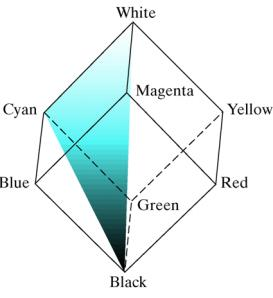 White
Magenta
Cyan
Yellow
Blue
Red
Green
Black